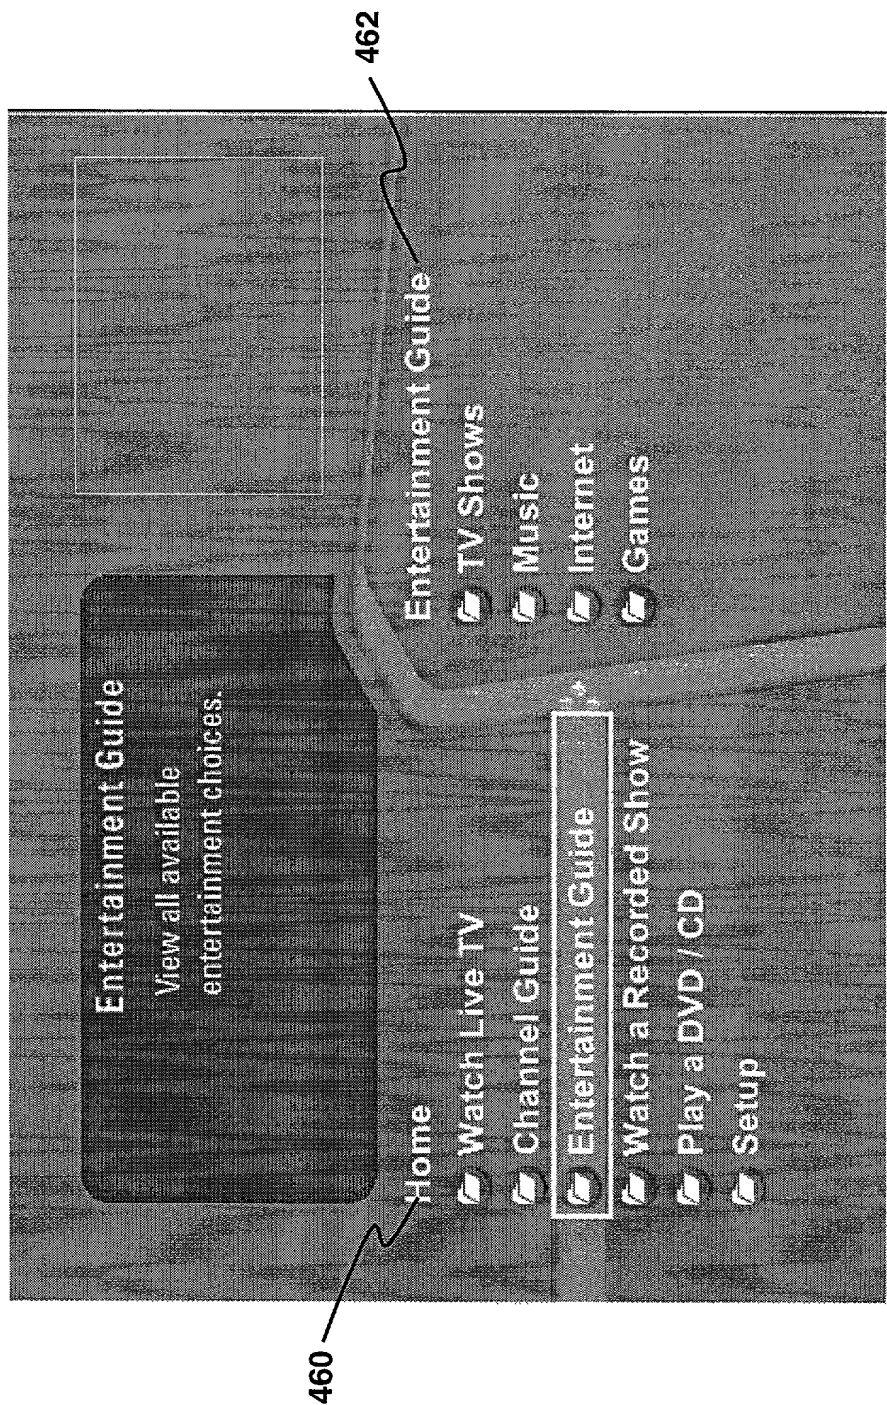 462
460
Entertainment Guide
View all available
entertainment choices.
Home
Watch Live TV
Channel Guide
Entertainment Guide
Watch a Recorded Show
Play a DVD / CD
Setup
Entertainment Guide
TV Shows
Music
Internet
Games